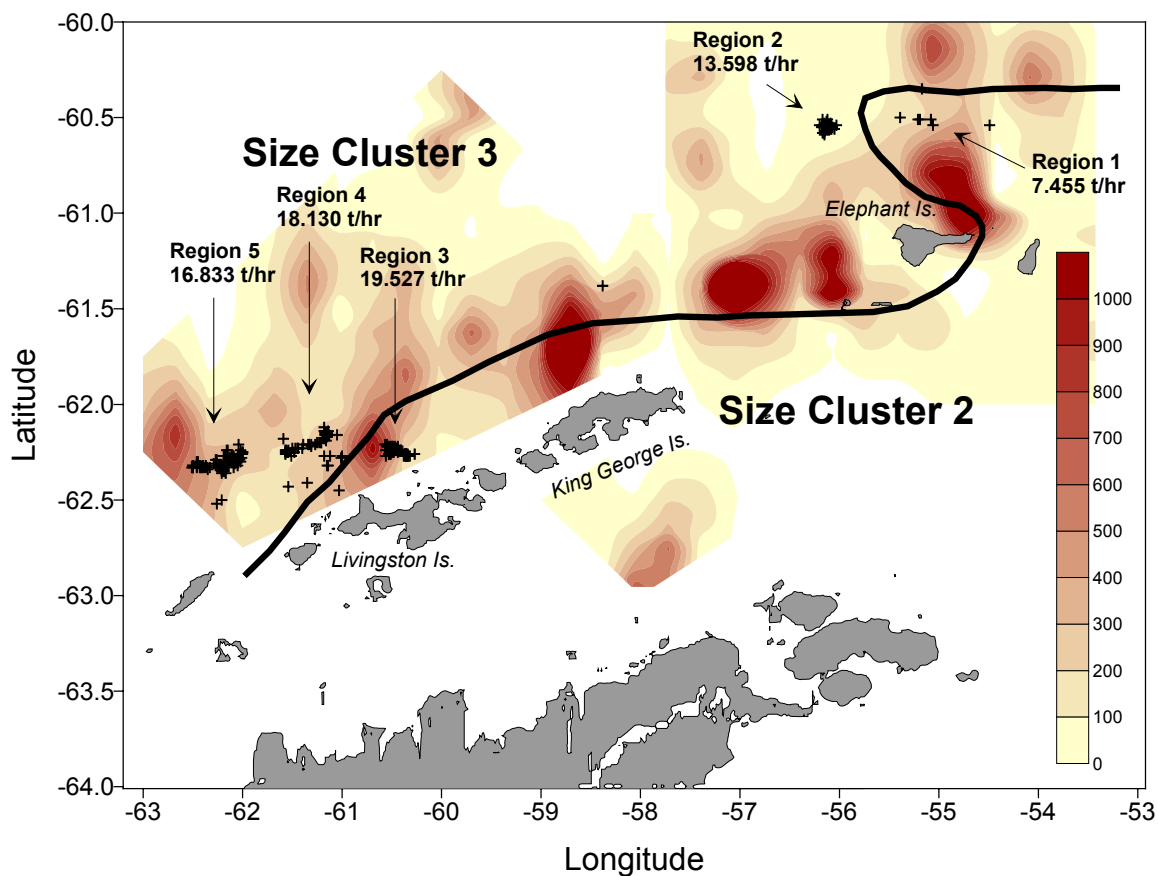 -60.0
-60.5
-61.0
-61.5
-62.0
-62.5
-63.0
-63.5
-64.0
Latitude
Region 2
13.598 t/hr
Size Cluster 3
Region 1
7.455 t/hr
Region 4
18.130 t/hr
Elephant Is.
Region 5
16.833 t/hr
Region 3
19.527 t/hr
Size Cluster 2
King George Is.
Livingston Is.
1000
900
800
700
600
500
400
300
200
100
0
-63
-62
-61
-60
-59
-58
-57
-56
-55
-54
-53
Longitude